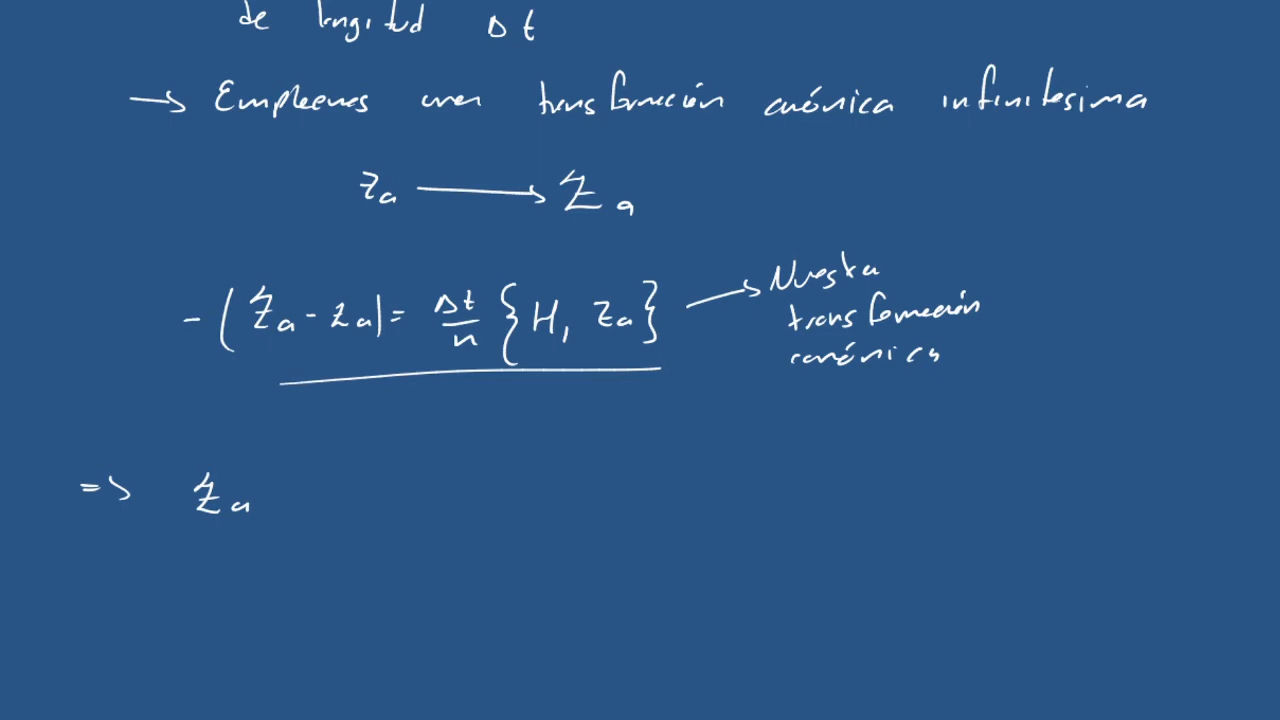 de longitud Δt
→ Empleemos una transformación canónica infinitesima
z_a → Z_a
-(Z_a - z_a) = Δt/n {H, z_a} → Nuestra
transformación
canónica
=> Z_a